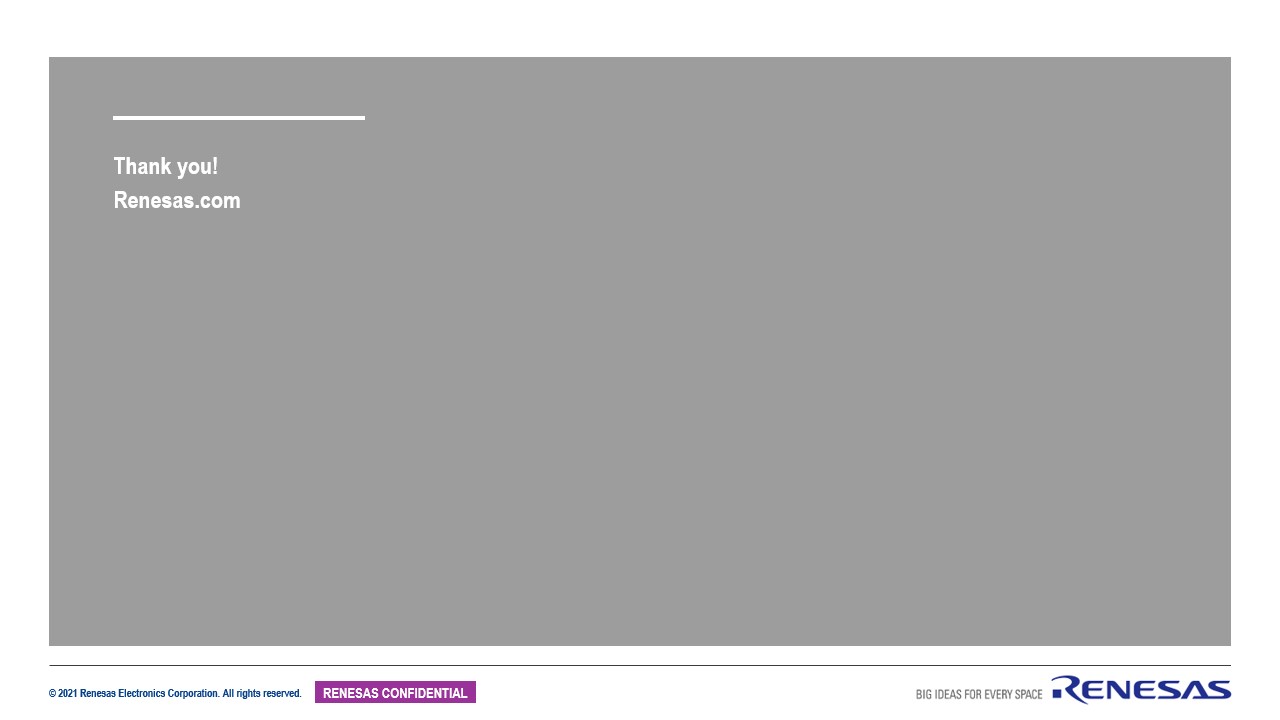 Thank you!
Renesas.com
© 2021 Renesas Electronics Corporation. All rights reserved.
RENESAS CONFIDENTIAL
BIG IDEAS FOR EVERY SPACE
RENESAS